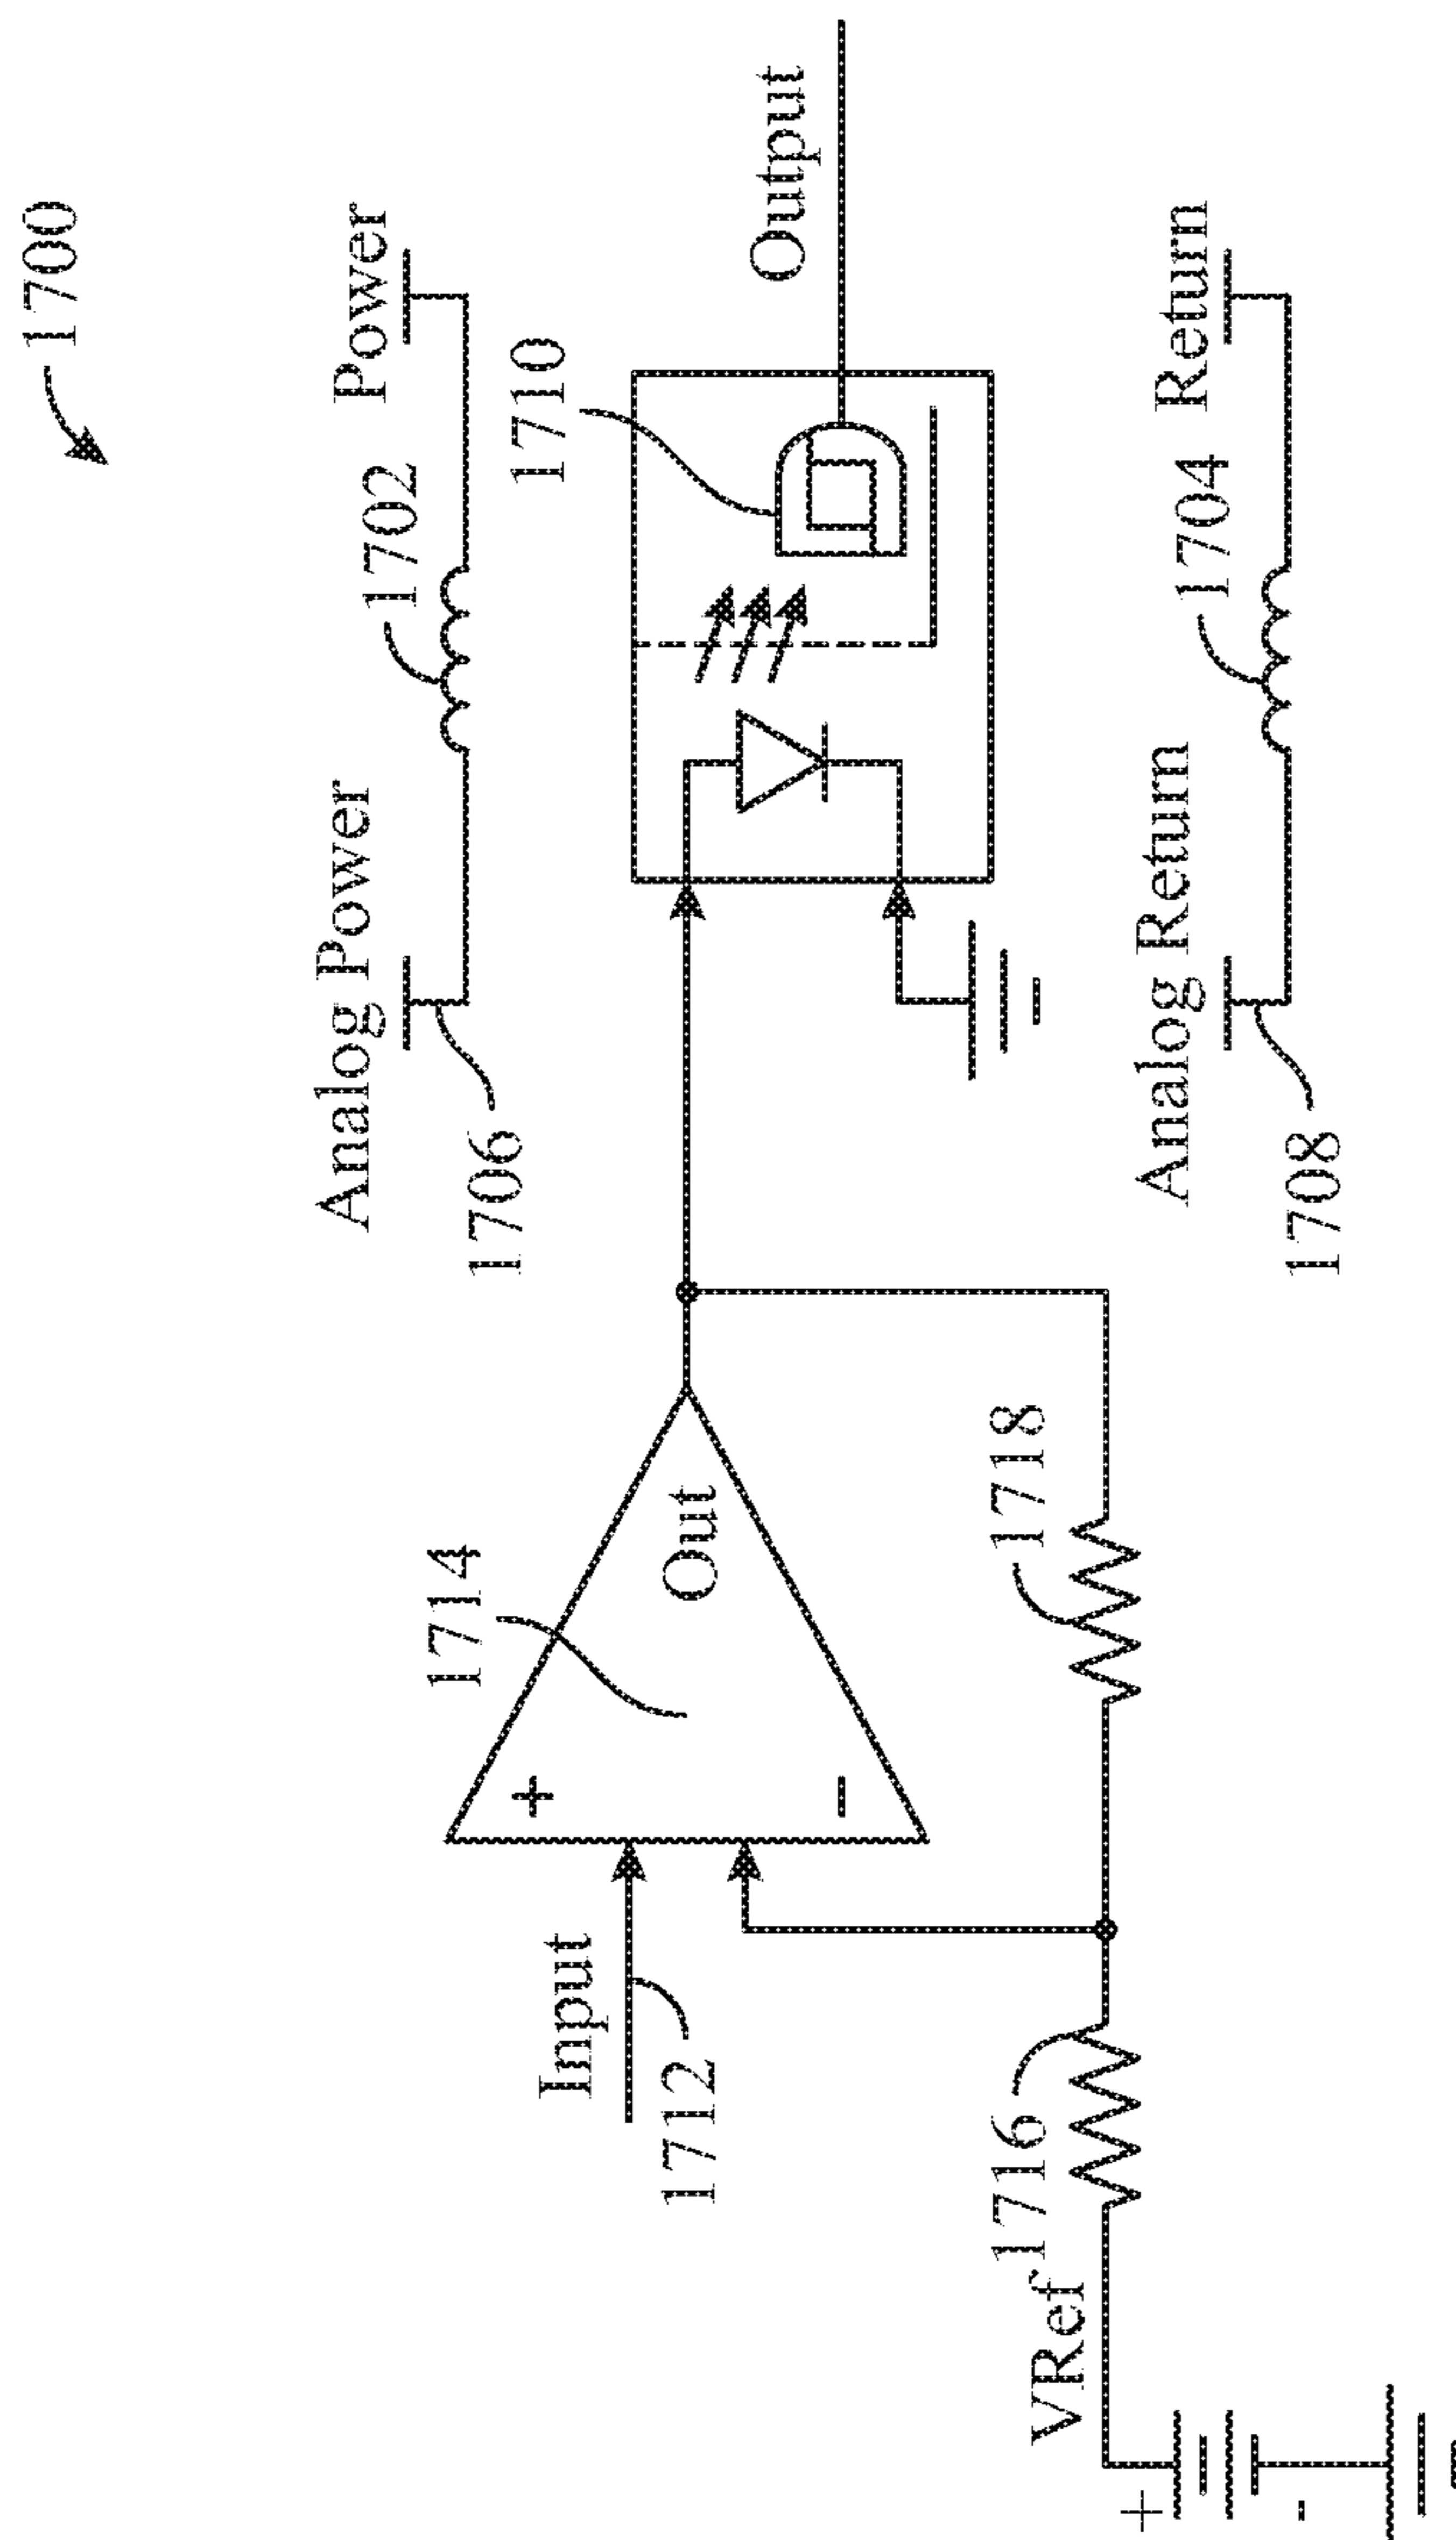 1700
Analog Power
1706
1702
Power
1710
Output
Input
1712
1714
+
-
Out
VRef
1716
1718
+
-
Analog Return
1708
1704
Return